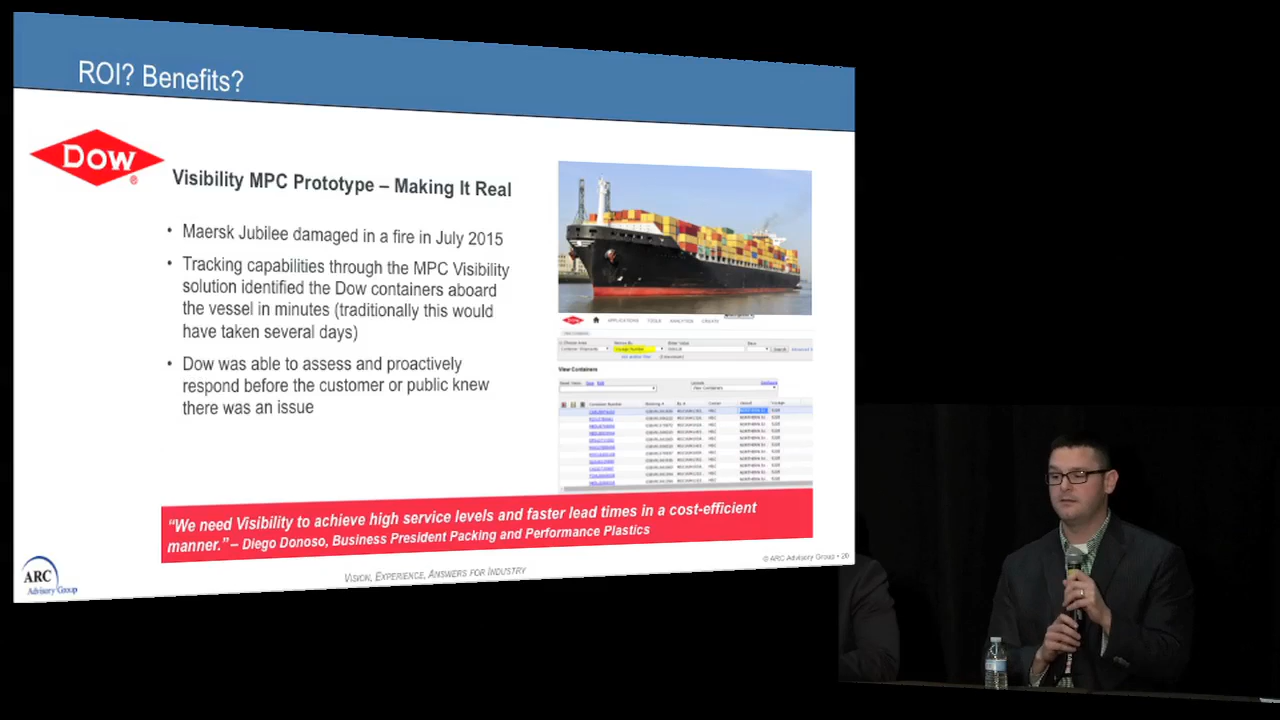 ROI? Benefits?
Dow
Visibility MPC Prototype – Making It Real
• Maersk Jubilee damaged in a fire in July 2015
• Tracking capabilities through the MPC Visibility
solution identified the Dow containers aboard
the vessel in minutes (traditionally this would
have taken several days)
• Dow was able to assess and proactively
respond before the customer or public knew
there was an issue
APPLICATIONS TOOLS ANALYTICS CREATE
View Containers
“We need Visibility to achieve high service levels and faster lead times in a cost-efficient
manner.” – Diego Donoso, Business President Packing and Performance Plastics
ARC
Advisory Group
VISION, EXPERIENCE, ANSWERS FOR INDUSTRY
© ARC Advisory Group • 20